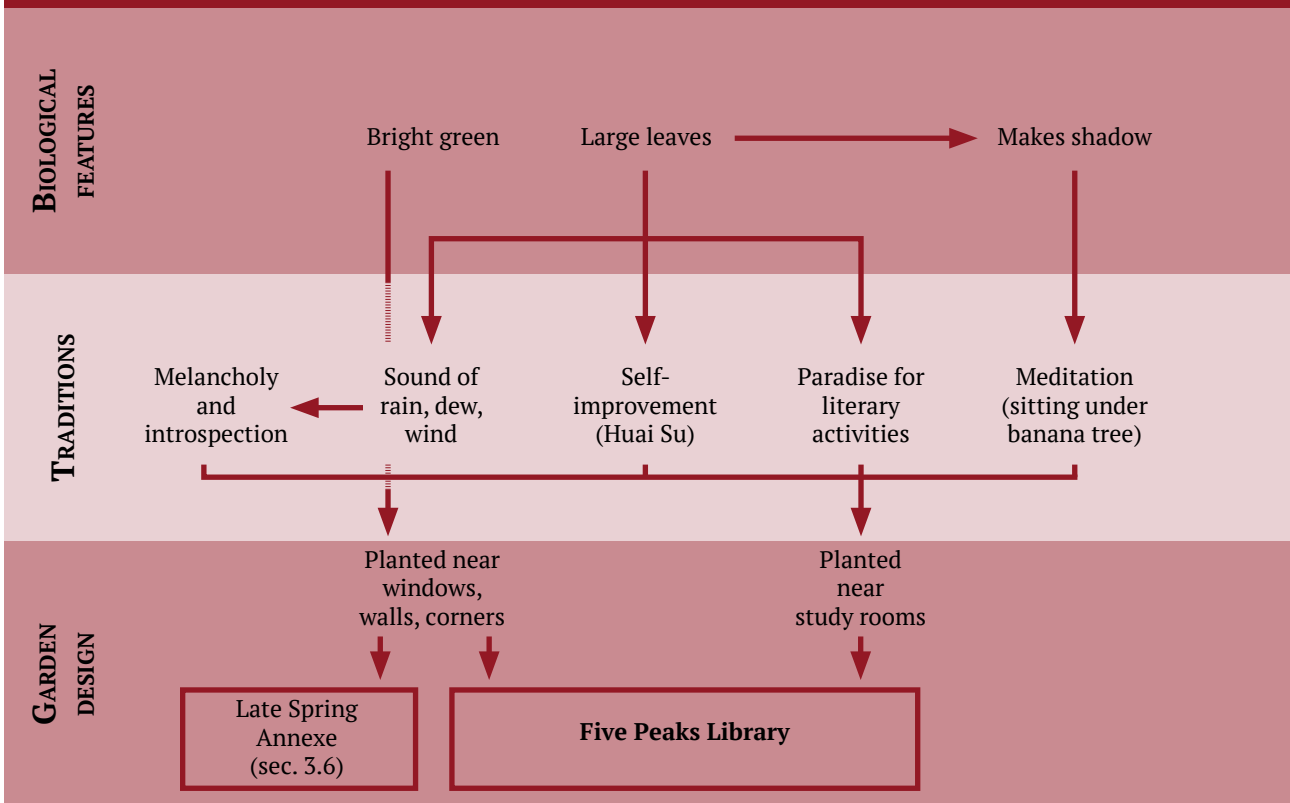 BIOLOGICAL
FEATURES
Bright green
Large leaves
Makes shadow
TRADITIONS
Melancholy
and
introspection
Sound of
rain, dew,
wind
Self-
improvement
(Huai Su)
Paradise for
literary
activities
Meditation
(sitting under
banana tree)
GARDEN
DESIGN
Planted near
windows,
walls, corners
Planted
near
study rooms
Late Spring
Annexe
(sec. 3.6)
Five Peaks Library